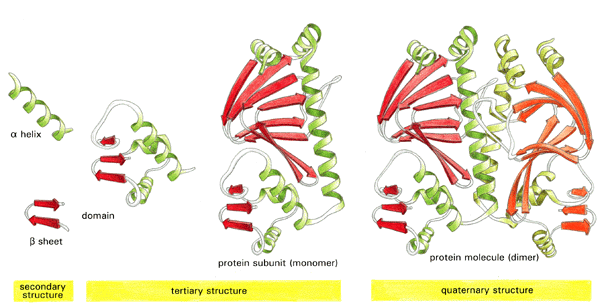 α helix
β sheet
domain
protein subunit (monomer)
protein molecule (dimer)
secondary
structure
tertiary structure
quaternary structure